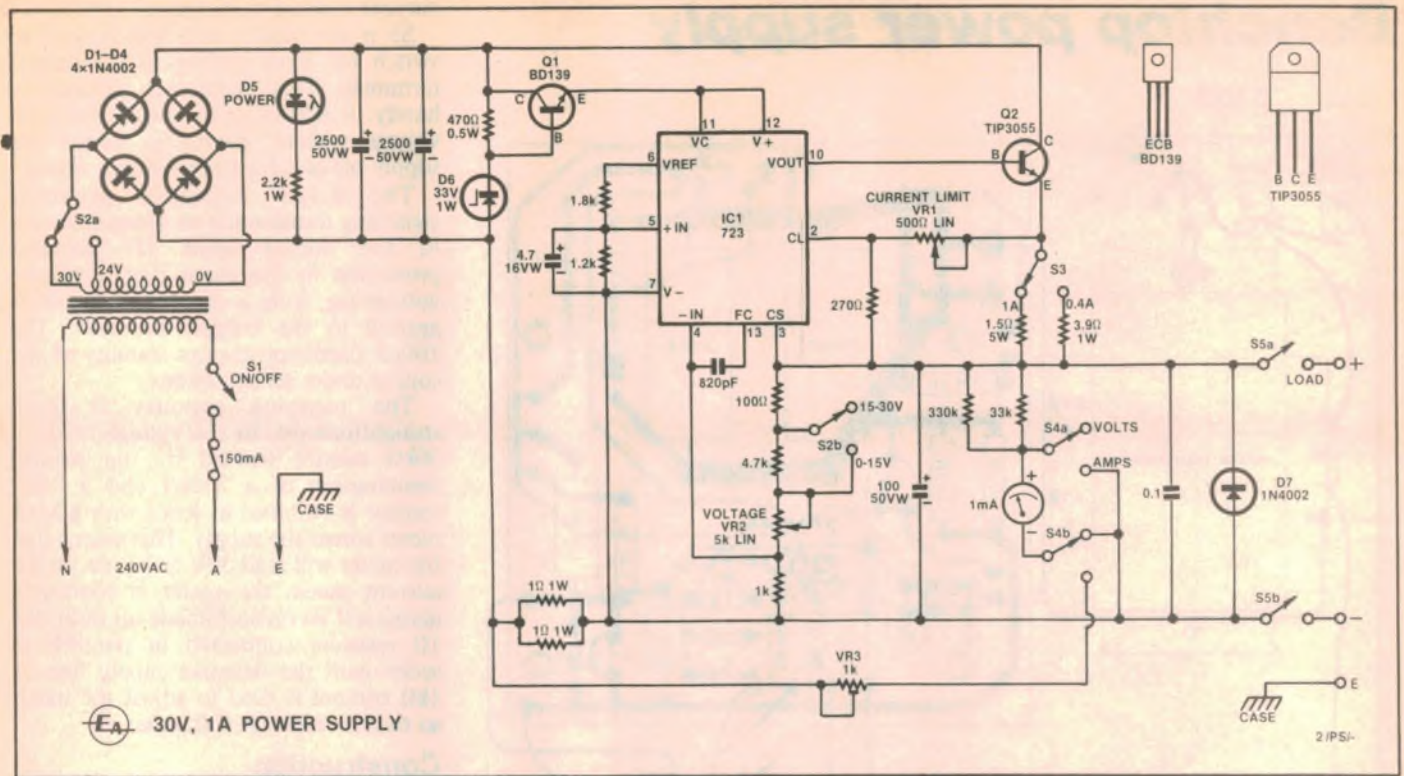 D1–D4
4×1N4002
D5
POWER
2.2k
1W
2500
50VW
+
−
2500
50VW
+
−
470Ω
0.5W
D6
33V
1W
Q1
BD139
C
E
B
S2a
30V
24V
0V
S1
ON/OFF
150mA
CASE
N
240VAC
A
E
1.8k
4.7
16VW
+
−
1.2k
11
VC
12
V+
6
VREF
VOUT
10
5
+ IN
IC1
723
CL
2
7
V−
− IN
4
FC
13
CS
3
820pF
Q2
TIP3055
B
C
E
CURRENT LIMIT
VR1
500Ω LIN
270Ω
S3
1A
0.4A
1.5Ω
5W
3.9Ω
1W
100Ω
15-30V
S2b
4.7k
0-15V
VOLTAGE
VR2
5k LIN
1k
100
50VW
+
−
330k
33k
S4a
VOLTS
AMPS
+
1mA
−
S4b
0.1
D7
1N4002
S5a
LOAD
+
S5b
−
E
CASE
1Ω 1W
1Ω 1W
VR3
1k
ECB
BD139
B C E
TIP3055
EA
30V, 1A POWER SUPPLY
2/PS/-